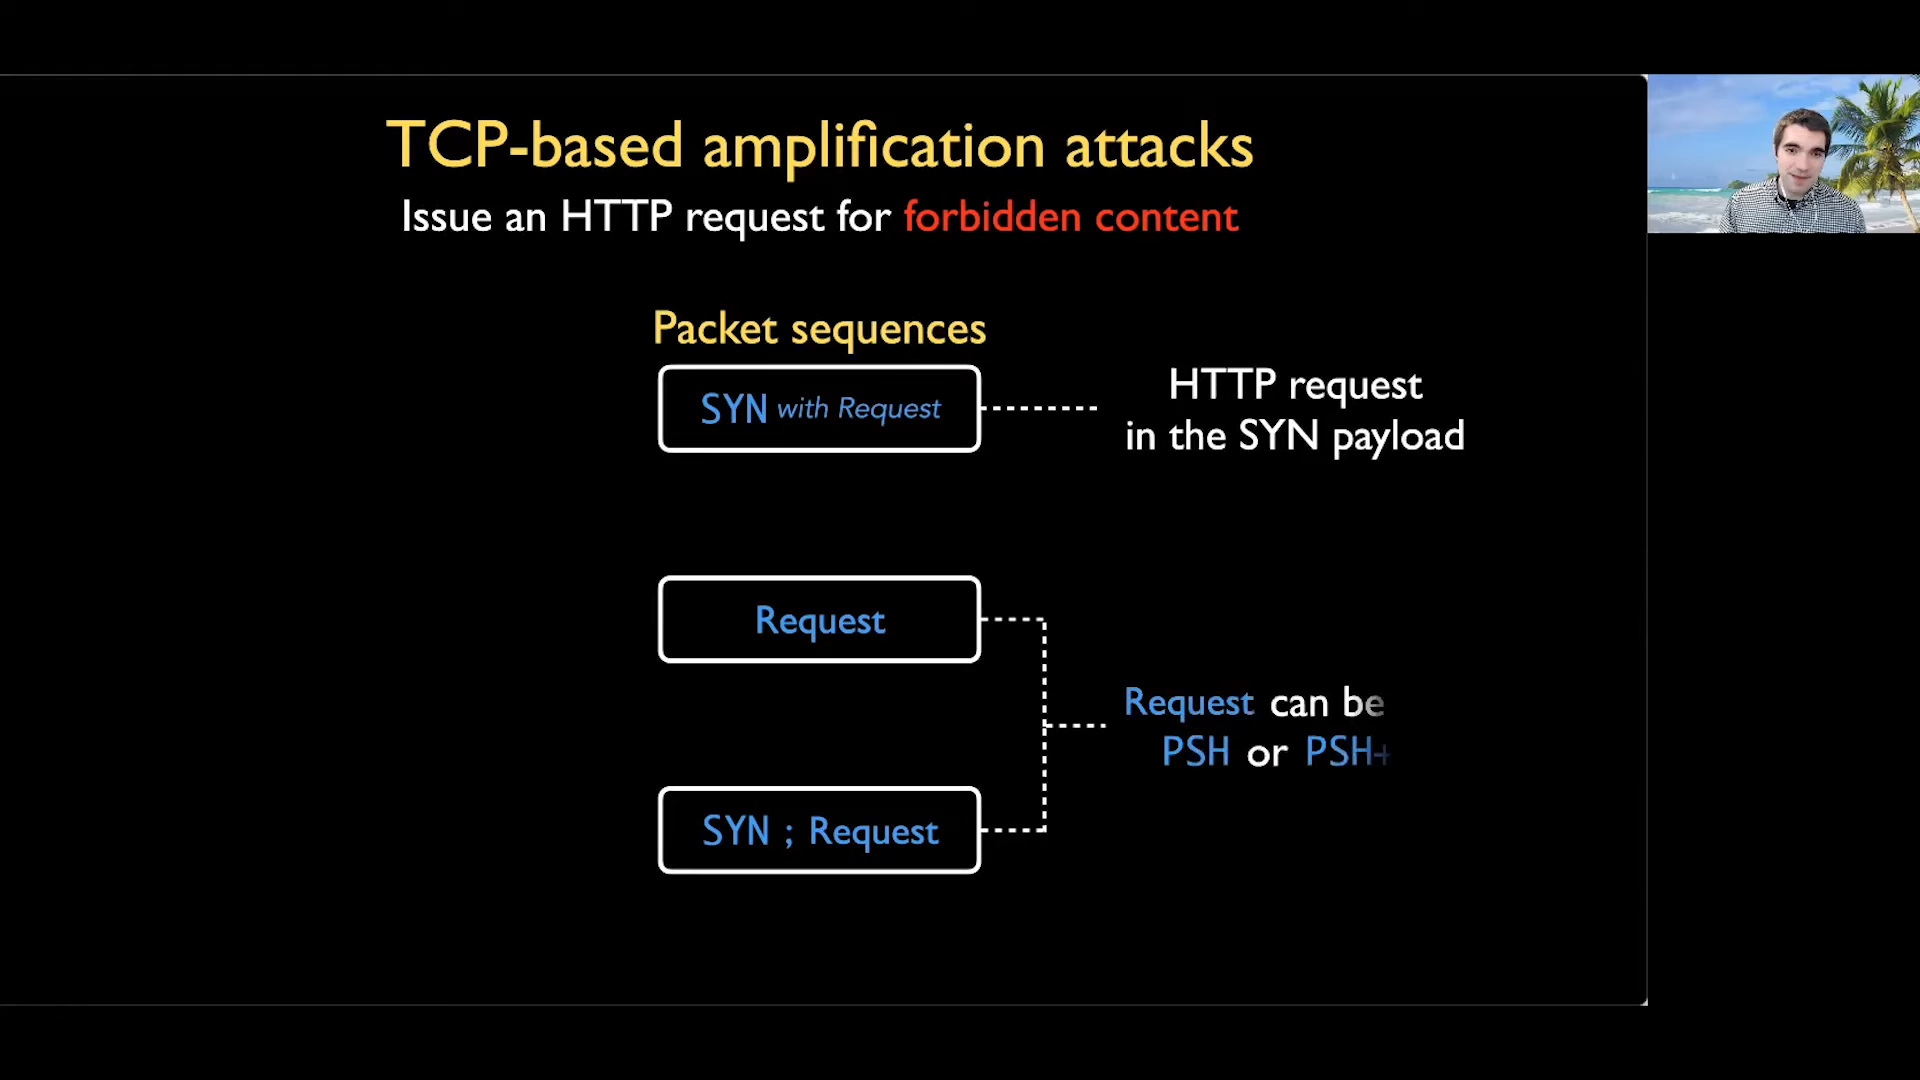 TCP-based amplification attacks
Issue an HTTP request for forbidden content
Packet sequences
SYN with Request
HTTP request
in the SYN payload
Request
Request can be
PSH or PSH+
SYN ; Request